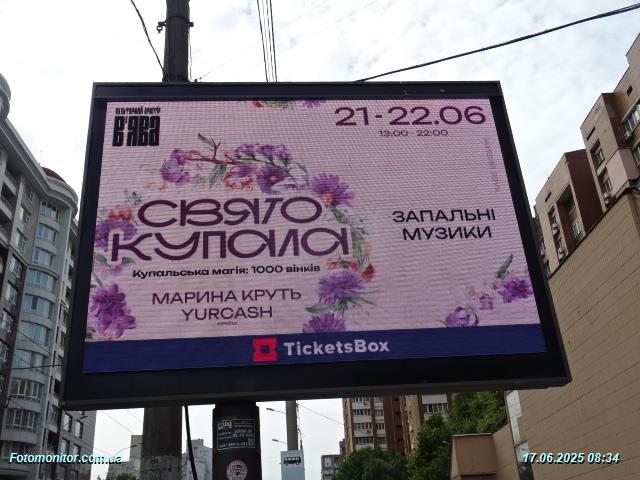 КУЛЬТУРНИЙ ЦЕНТР
В'ЯВА
21-22.06
13:00 - 22:00
СВЯТО
КУПАЛА
Купальська магія: 1000 вінків
ЗАПАЛЬНІ
МУЗИКИ
МАРИНА КРУТЬ
YURCASH
TicketsBox
Fotomonitor.com.ua
17.06.2025 08:34